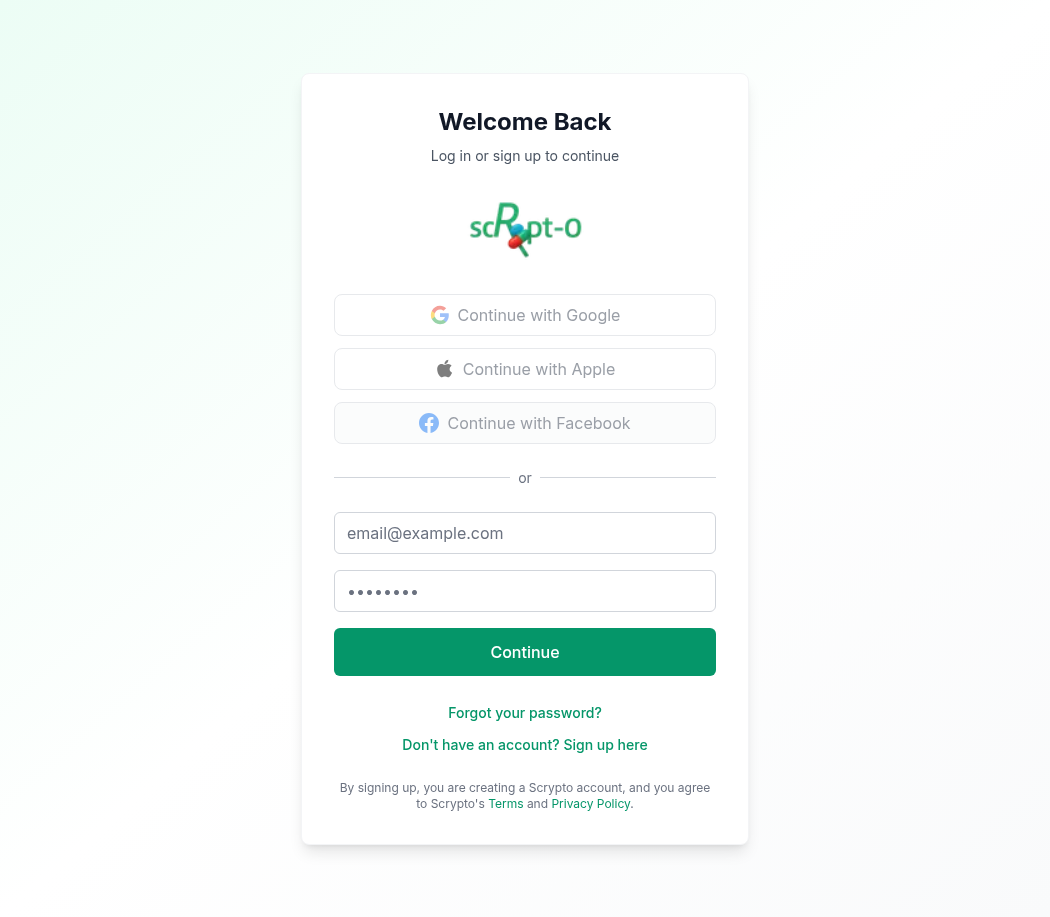 Welcome Back
Log in or sign up to continue
scRpt-O
Continue with Google
Continue with Apple
Continue with Facebook
or
email@example.com
••••••••
Continue
Forgot your password?
Don't have an account? Sign up here
By signing up, you are creating a Scrypto account, and you agree
to Scrypto's Terms and Privacy Policy.